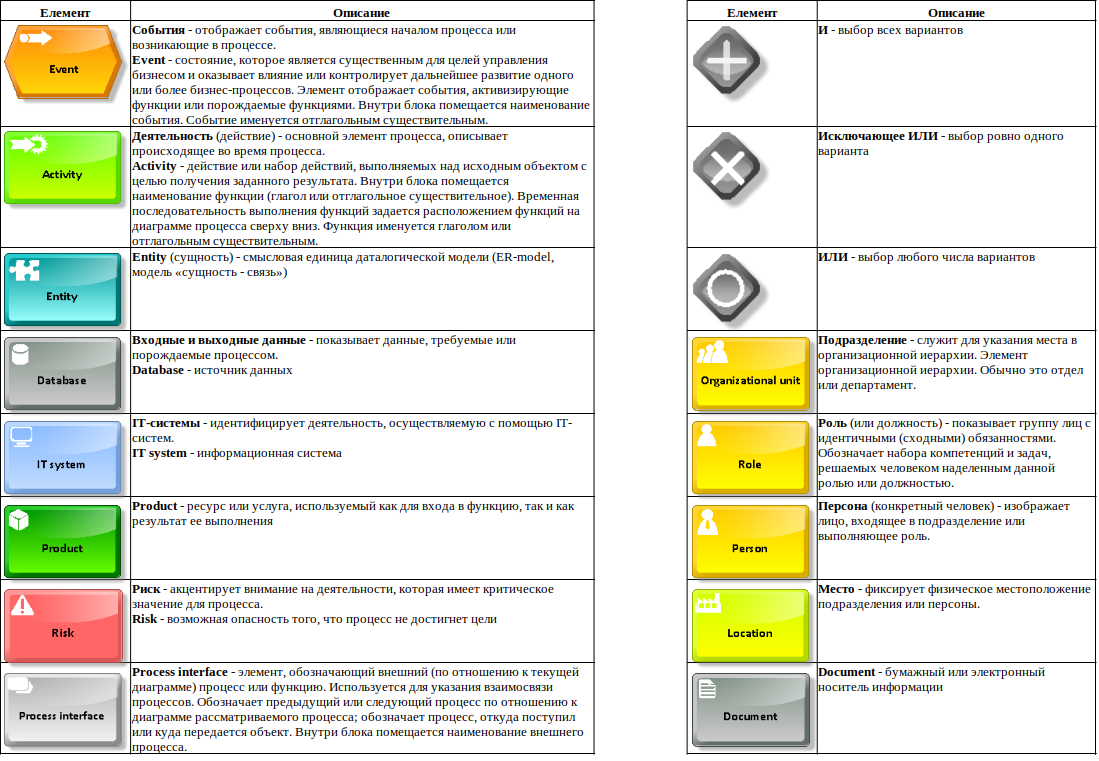 Элемент
Описание
Event
События - отображает события, являющиеся началом процесса или
возникающие в процессе.
Event - состояние, которое является существенным для целей управления
бизнесом и оказывает влияние или контролирует дальнейшее развитие одного
или более бизнес-процессов. Элемент отображает события, активизирующие
функции или порождаемые функциями. Внутри блока помещается наименование
события. Событие именуется отглагольным существительным.
Activity
Деятельность (действие) - основной элемент процесса, описывает
происходящее во время процесса.
Activity - действие или набор действий, выполняемых над исходным объектом с
целью получения заданного результата. Внутри блока помещается
наименование функции (глагол или отглагольное существительное). Временная
последовательность выполнения функций задается расположением функций на
диаграмме процесса сверху вниз. Функция именуется глаголом или
отглагольным существительным.
Entity
Entity (сущность) - смысловая единица даталогической модели (ER-model,
модель «сущность - связь»)
Database
Входные и выходные данные - показывает данные, требуемые или
порождаемые процессом.
Database - источник данных
IT system
IT-системы - идентифицирует деятельность, осуществляемую с помощью IT-
систем.
IT system - информационная система
Product
Product - ресурс или услуга, используемый как для входа в функцию, так и как
результат ее выполнения
Risk
Риск - акцентирует внимание на деятельности, которая имеет критическое
значение для процесса.
Risk - возможная опасность того, что процесс не достигнет цели
Process interface
Process interface - элемент, обозначающий внешний (по отношению к текущей
диаграмме) процесс или функцию. Используется для указания взаимосвязи
процессов. Обозначает предыдущий или следующий процесс по отношению к
диаграмме рассматриваемого процесса; обозначает процесс, откуда поступил
или куда передается объект. Внутри блока помещается наименование внешнего
процесса.
Элемент
Описание
И - выбор всех вариантов
Исключающее ИЛИ - выбор ровно одного
варианта
ИЛИ - выбор любого числа вариантов
Organizational unit
Подразделение - служит для указания места в
организационной иерархии. Элемент
организационной иерархии. Обычно это отдел
или департамент.
Role
Роль (или должность) - показывает группу лиц с
идентичными (сходными) обязанностями.
Обозначает набора компетенций и задач,
решаемых человеком наделенным данной
ролью или должностью.
Person
Персона (конкретный человек) - изображает
лицо, входящее в подразделение или
выполняющее роль.
Location
Место - фиксирует физическое местоположение
подразделения или персоны.
Document
Document - бумажный или электронный
носитель информации